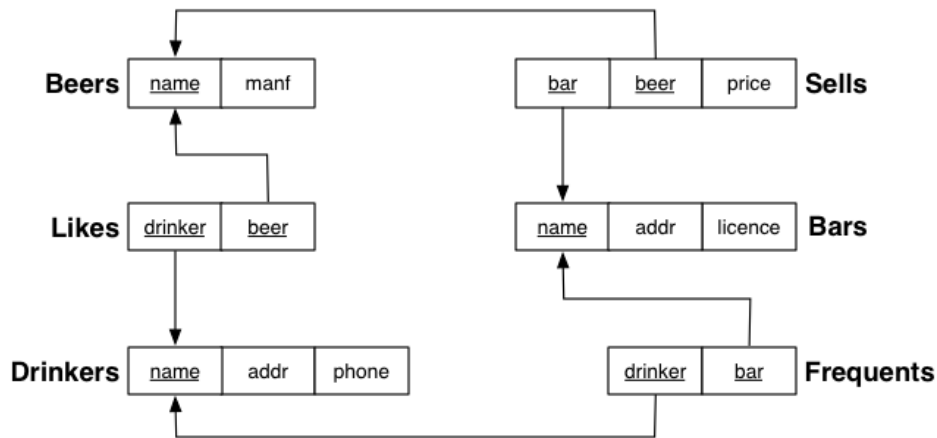 Beers name manf
bar beer price Sells
Likes drinker beer
name addr licence Bars
Drinkers name addr phone
drinker bar Frequents